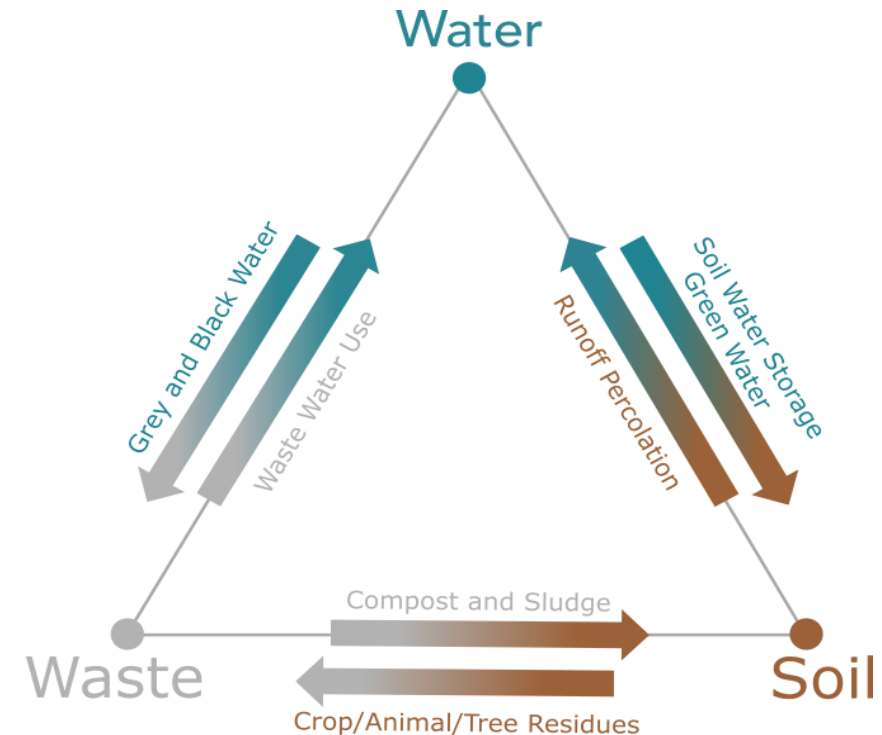 Water
Grey and Black Water
Waste Water Use
Runoff Percolation
Soil Water Storage
Green Water
Compost and Sludge
Waste
Soil
Crop/Animal/Tree Residues